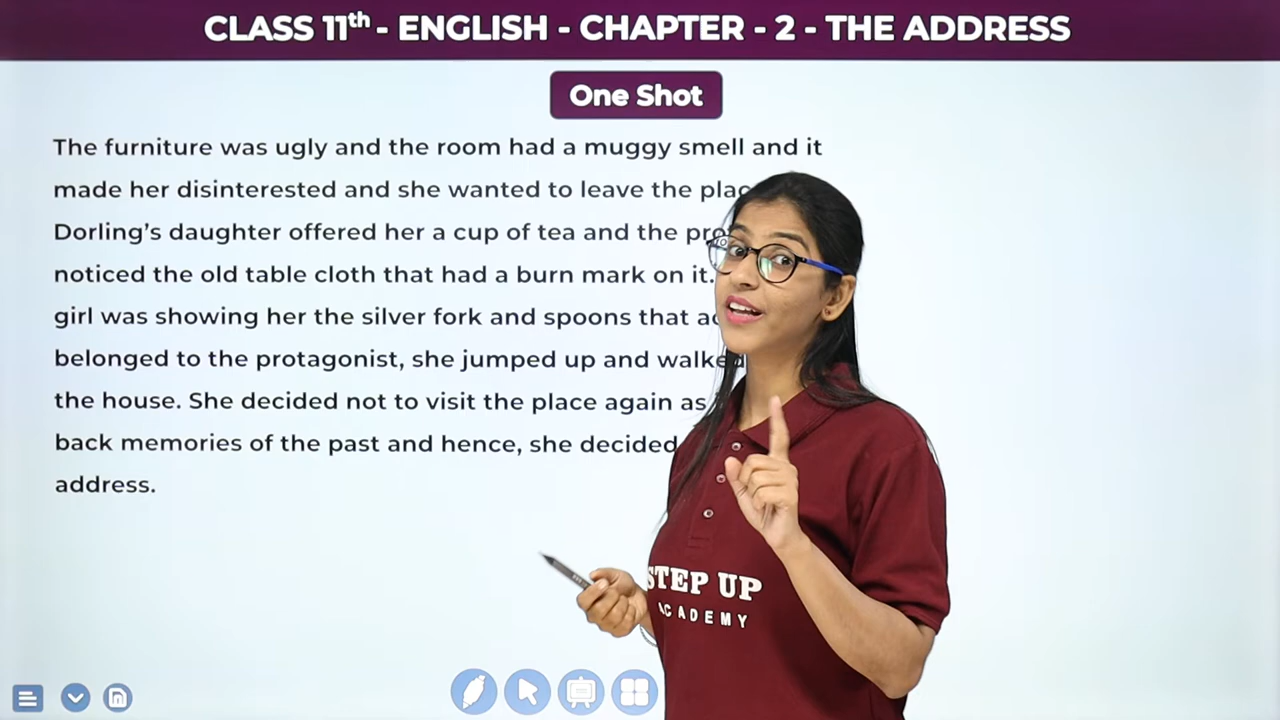 CLASS 11th - ENGLISH - CHAPTER - 2 - THE ADDRESS
One Shot
The furniture was ugly and the room had a muggy smell and it
made her disinterested and she wanted to leave the
Dorling's daughter offered her a cup of tea and the
noticed the old table cloth that had a burn mark on it.
girl was showing her the silver fork and spoons that
belonged to the protagonist, she jumped up and walked
the house. She decided not to visit the place again as
back memories of the past and hence, she decided
address.
STEP UP
ACADEMY